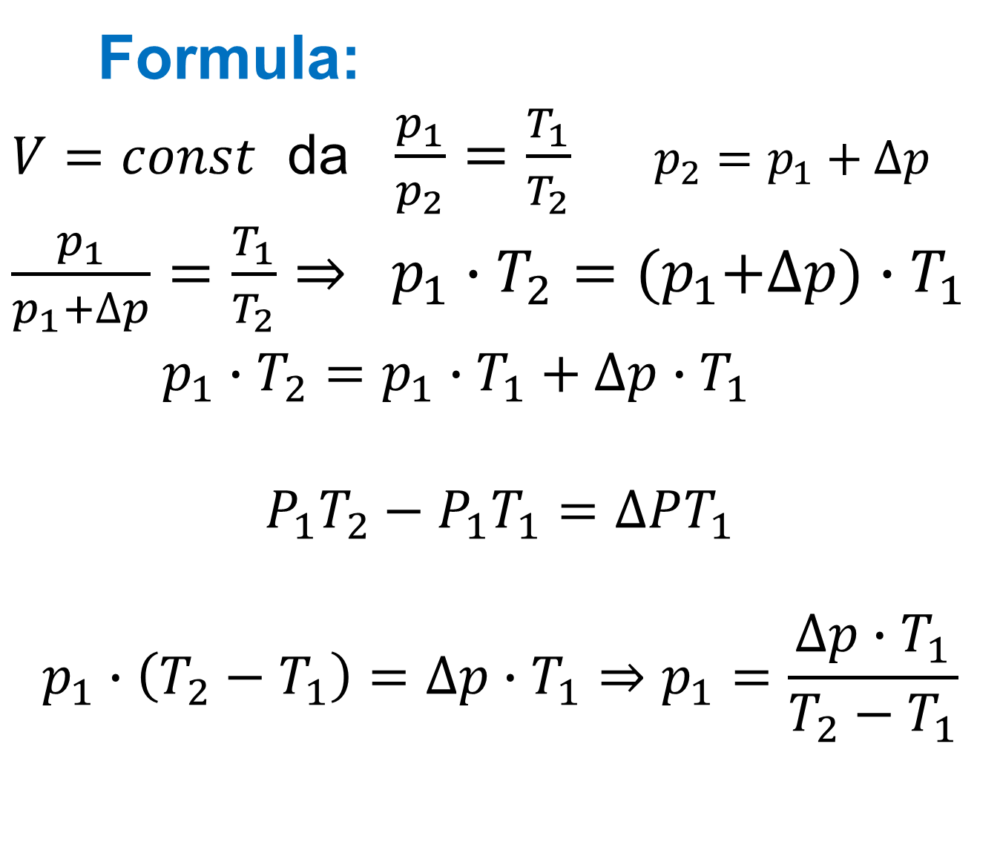 Formula:
V = const da p₁/p₂ = T₁/T₂ p₂ = p₁ + Δp
p₁/(p₁+Δp) = T₁/T₂ ⇒ p₁ · T₂ = (p₁+Δp) · T₁
p₁ · T₂ = p₁ · T₁ + Δp · T₁
P₁T₂ − P₁T₁ = ΔPT₁
p₁ · (T₂ − T₁) = Δp · T₁ ⇒ p₁ = (Δp · T₁)/(T₂ − T₁)